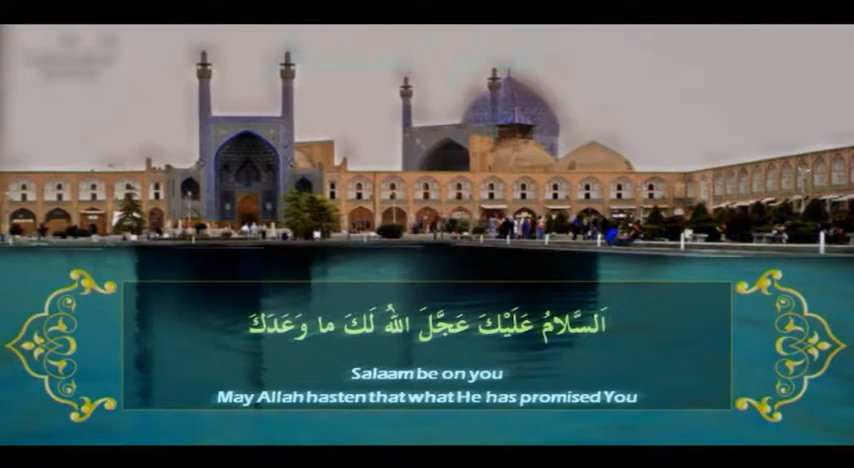 اَلسَّلامُ عَلَيْكَ عَجَّلَ اللهُ لَكَ ما وَعَدَكَ
Salaam be on you
May Allah hasten that what He has promised You